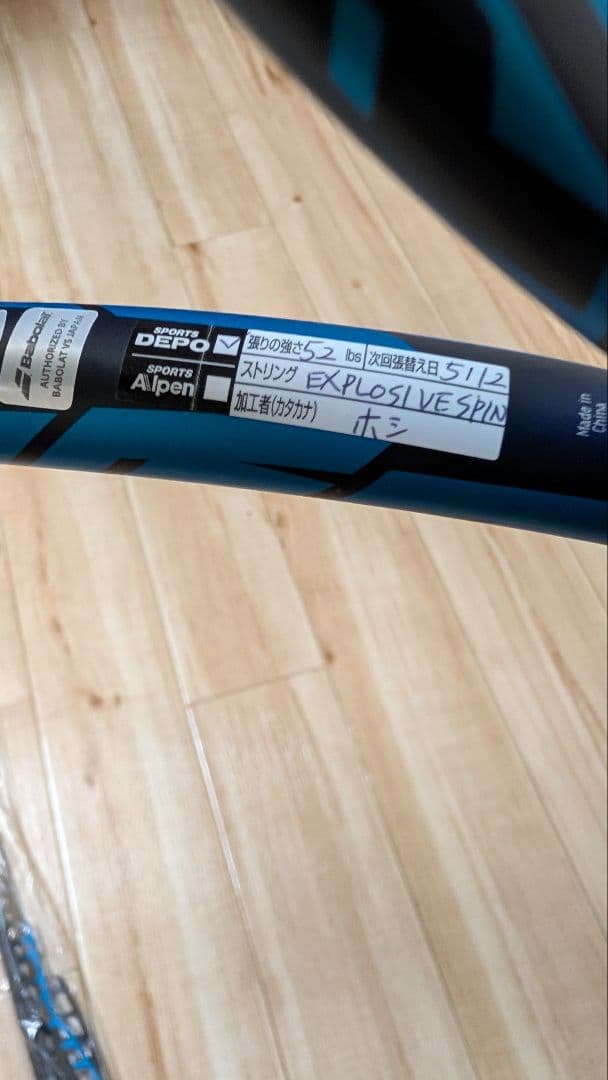 Babolat
AUTHORIZED BY
BABOLAT VS JAPAN
SPORTS
DEPO
SPORTS
Alpen
張りの強さ 52 lbs 次回張替え日 5/12
ストリング EXPLOSIVE SPIN
加工者(カタカナ) ホシ
Made in
China